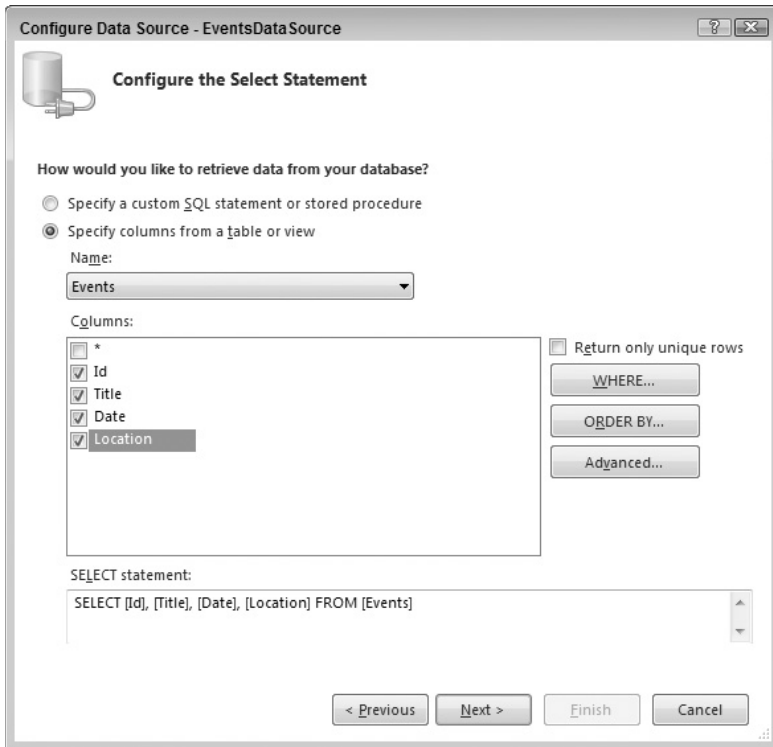 Configure Data Source - EventsDataSource
Configure the Select Statement
How would you like to retrieve data from your database?
Specify a custom SQL statement or stored procedure
Specify columns from a table or view
Name:
Events
Columns:
*
Id
Title
Date
Location
Return only unique rows
WHERE...
ORDER BY...
Advanced...
SELECT statement:
SELECT [Id], [Title], [Date], [Location] FROM [Events]
< Previous
Next >
Finish
Cancel